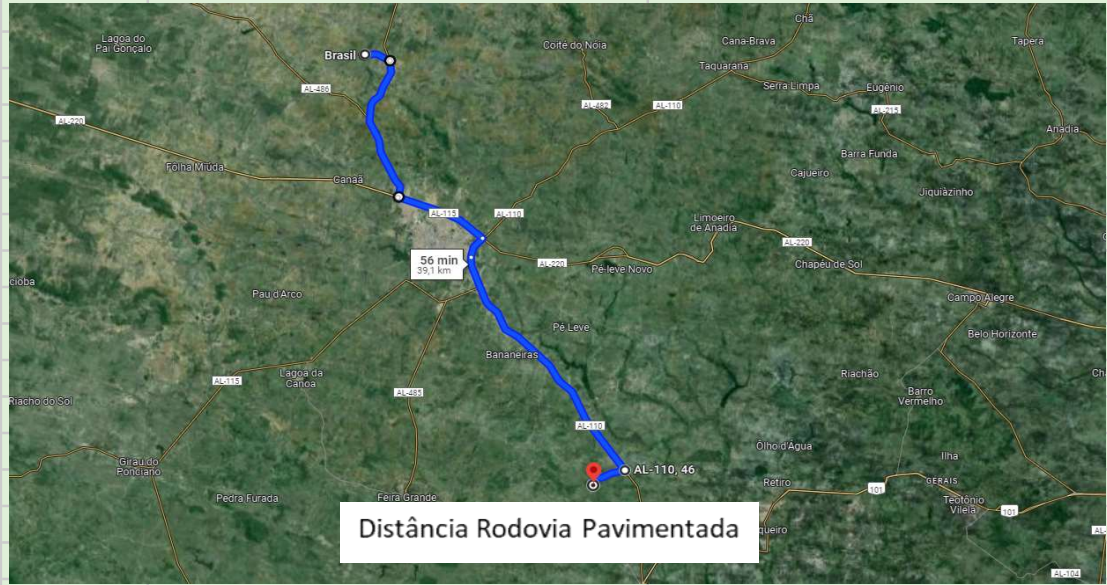 Chã
Lagoa do
Pai Gonçalo
Coité do Nóia
Cana-Brava
Tapera
Brasil
Taquarana
AL-486
Serra Limpa
Eugênio
AL-482
AL-110
AL-215
AL-220
Anadia
Folha Miúda
Canaã
Barra Funda
Cajueiro
Jiquiàzinho
AL-115
AL-110
Limoeiro
de Anadia
AL-220
56 min
39,1 km
AL-220
Pé-leve Novo
Chapéu de Sol
Pau d'Arco
Campo Alegre
Pé Leve
Belo Horizonte
Bananeiras
Lagoa da
Canoa
AL-115
AL-485
Riachão
Barro
Vermelho
Riacho do Sol
AL-110
Olho d'Água
Ilha
Girau do
Ponciano
AL-110, 46
GERAIS
Retiro
101
Pedra Furada
Feira Grande
Teotônio
Vilela
101
Distância Rodovia Pavimentada
queiro
AL-104